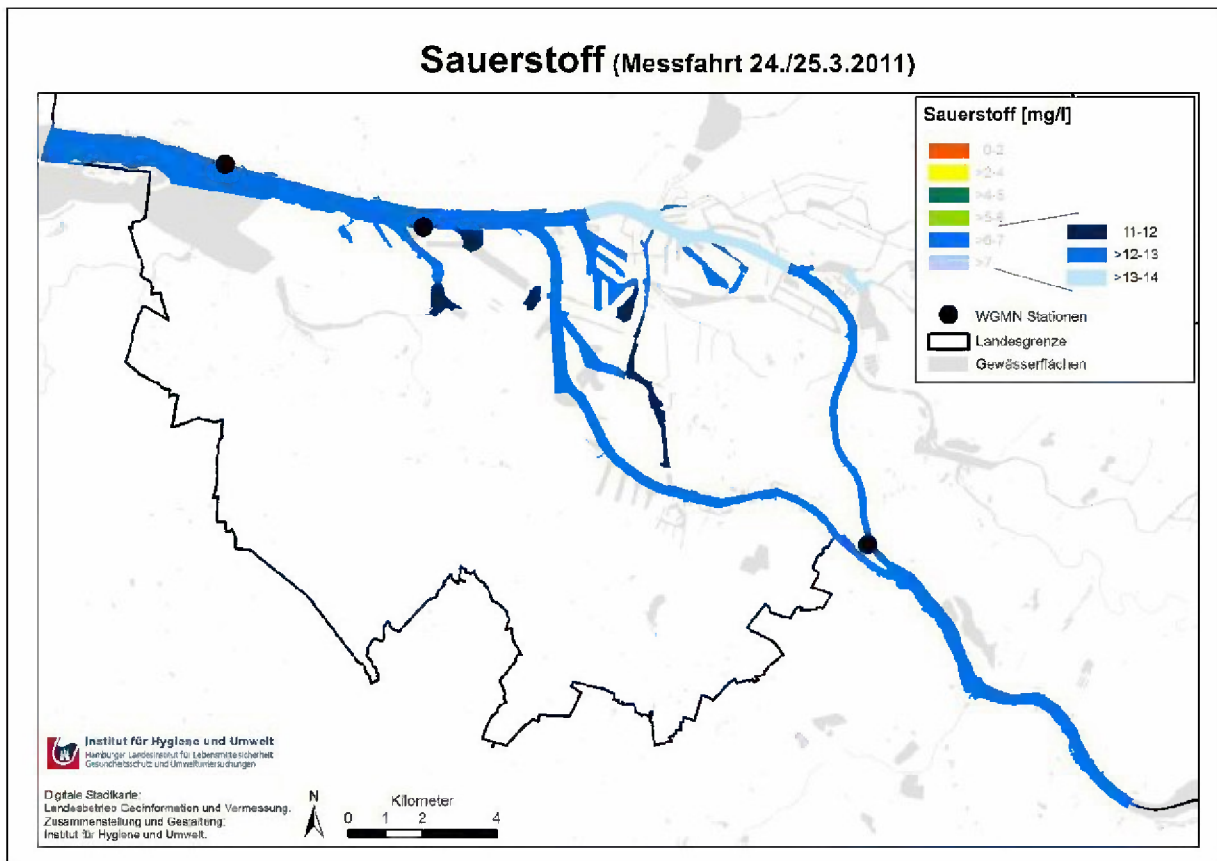 Sauerstoff (Messfahrt 24./25.3.2011)
Sauerstoff [mg/l]
0-2
>2-4
>4-5
>5-6
>6-7
>7
11-12
>12-13
>13-14
WGMN Stationen
Landesgrenze
Gewässerflächen
Institut für Hygiene und Umwelt
Hamburger Landesinstitut für Lebensmittelsicherheit
Gesundheitsschutz und Umweltuntersuchungen
Digitale Stadtkarte:
Landesbetrieb Geoinformation und Vermessung.
Zusammenstellung und Gestaltung:
Institut für Hygiene und Umwelt.
N
Kilometer
0 1 2 4